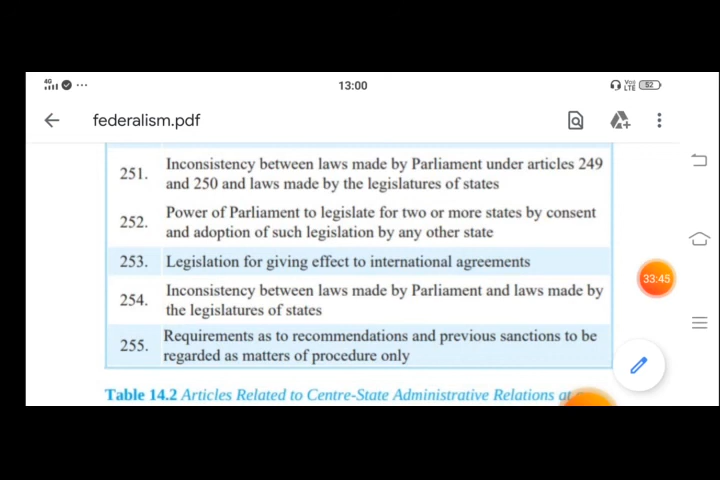 4G ... 13:00 Vo) LTE 52
federalism.pdf
251. Inconsistency between laws made by Parliament under articles 249
and 250 and laws made by the legislatures of states
252. Power of Parliament to legislate for two or more states by consent
and adoption of such legislation by any other state
253. Legislation for giving effect to international agreements
33:45
254. Inconsistency between laws made by Parliament and laws made by
the legislatures of states
255. Requirements as to recommendations and previous sanctions to be
regarded as matters of procedure only
Table 14.2 Articles Related to Centre-State Administrative Relations at